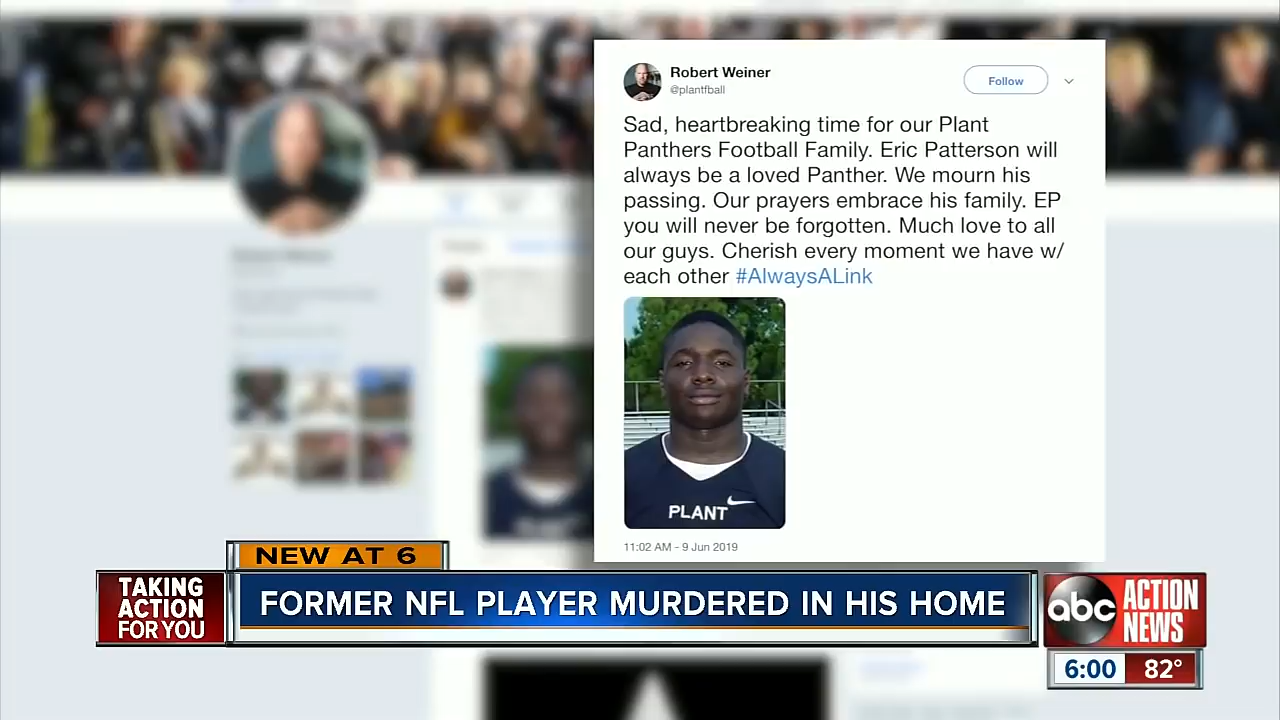 Robert Weiner
@plantfball
Follow
Sad, heartbreaking time for our Plant
Panthers Football Family. Eric Patterson will
always be a loved Panther. We mourn his
passing. Our prayers embrace his family. EP
you will never be forgotten. Much love to all
our guys. Cherish every moment we have w/
each other #AlwaysALink
PLANT
11:02 AM - 9 Jun 2019
NEW AT 6
TAKING
ACTION
FOR YOU
FORMER NFL PLAYER MURDERED IN HIS HOME
abc
ACTION
NEWS
6:00 82°